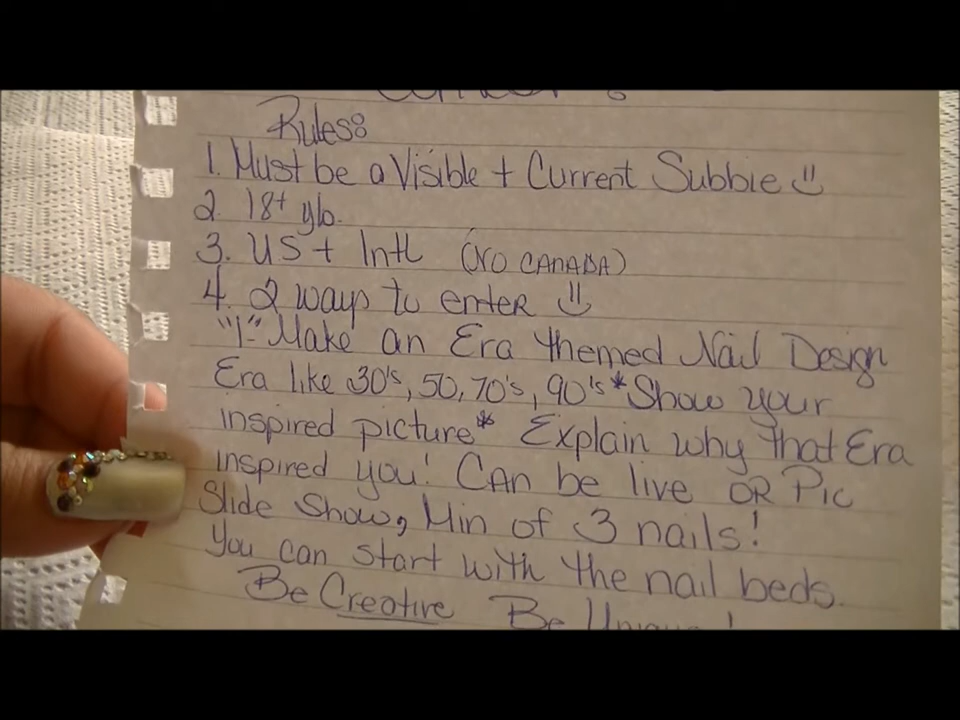 Rules:
1. Must be a Visible + Current Subbie
2. 18+ yb.
3. US + Intl (NO CANADA)
4. 2 ways to enter
"1"- Make an Era themed Nail Design
Era like 30's, 50, 70's, 90's *Show your
inspired picture* Explain why that Era
inspired you! CAN be live OR Pic
Slide Show, Min of 3 nails!
You can start with the nail beds.
Be Creative Be Unique!